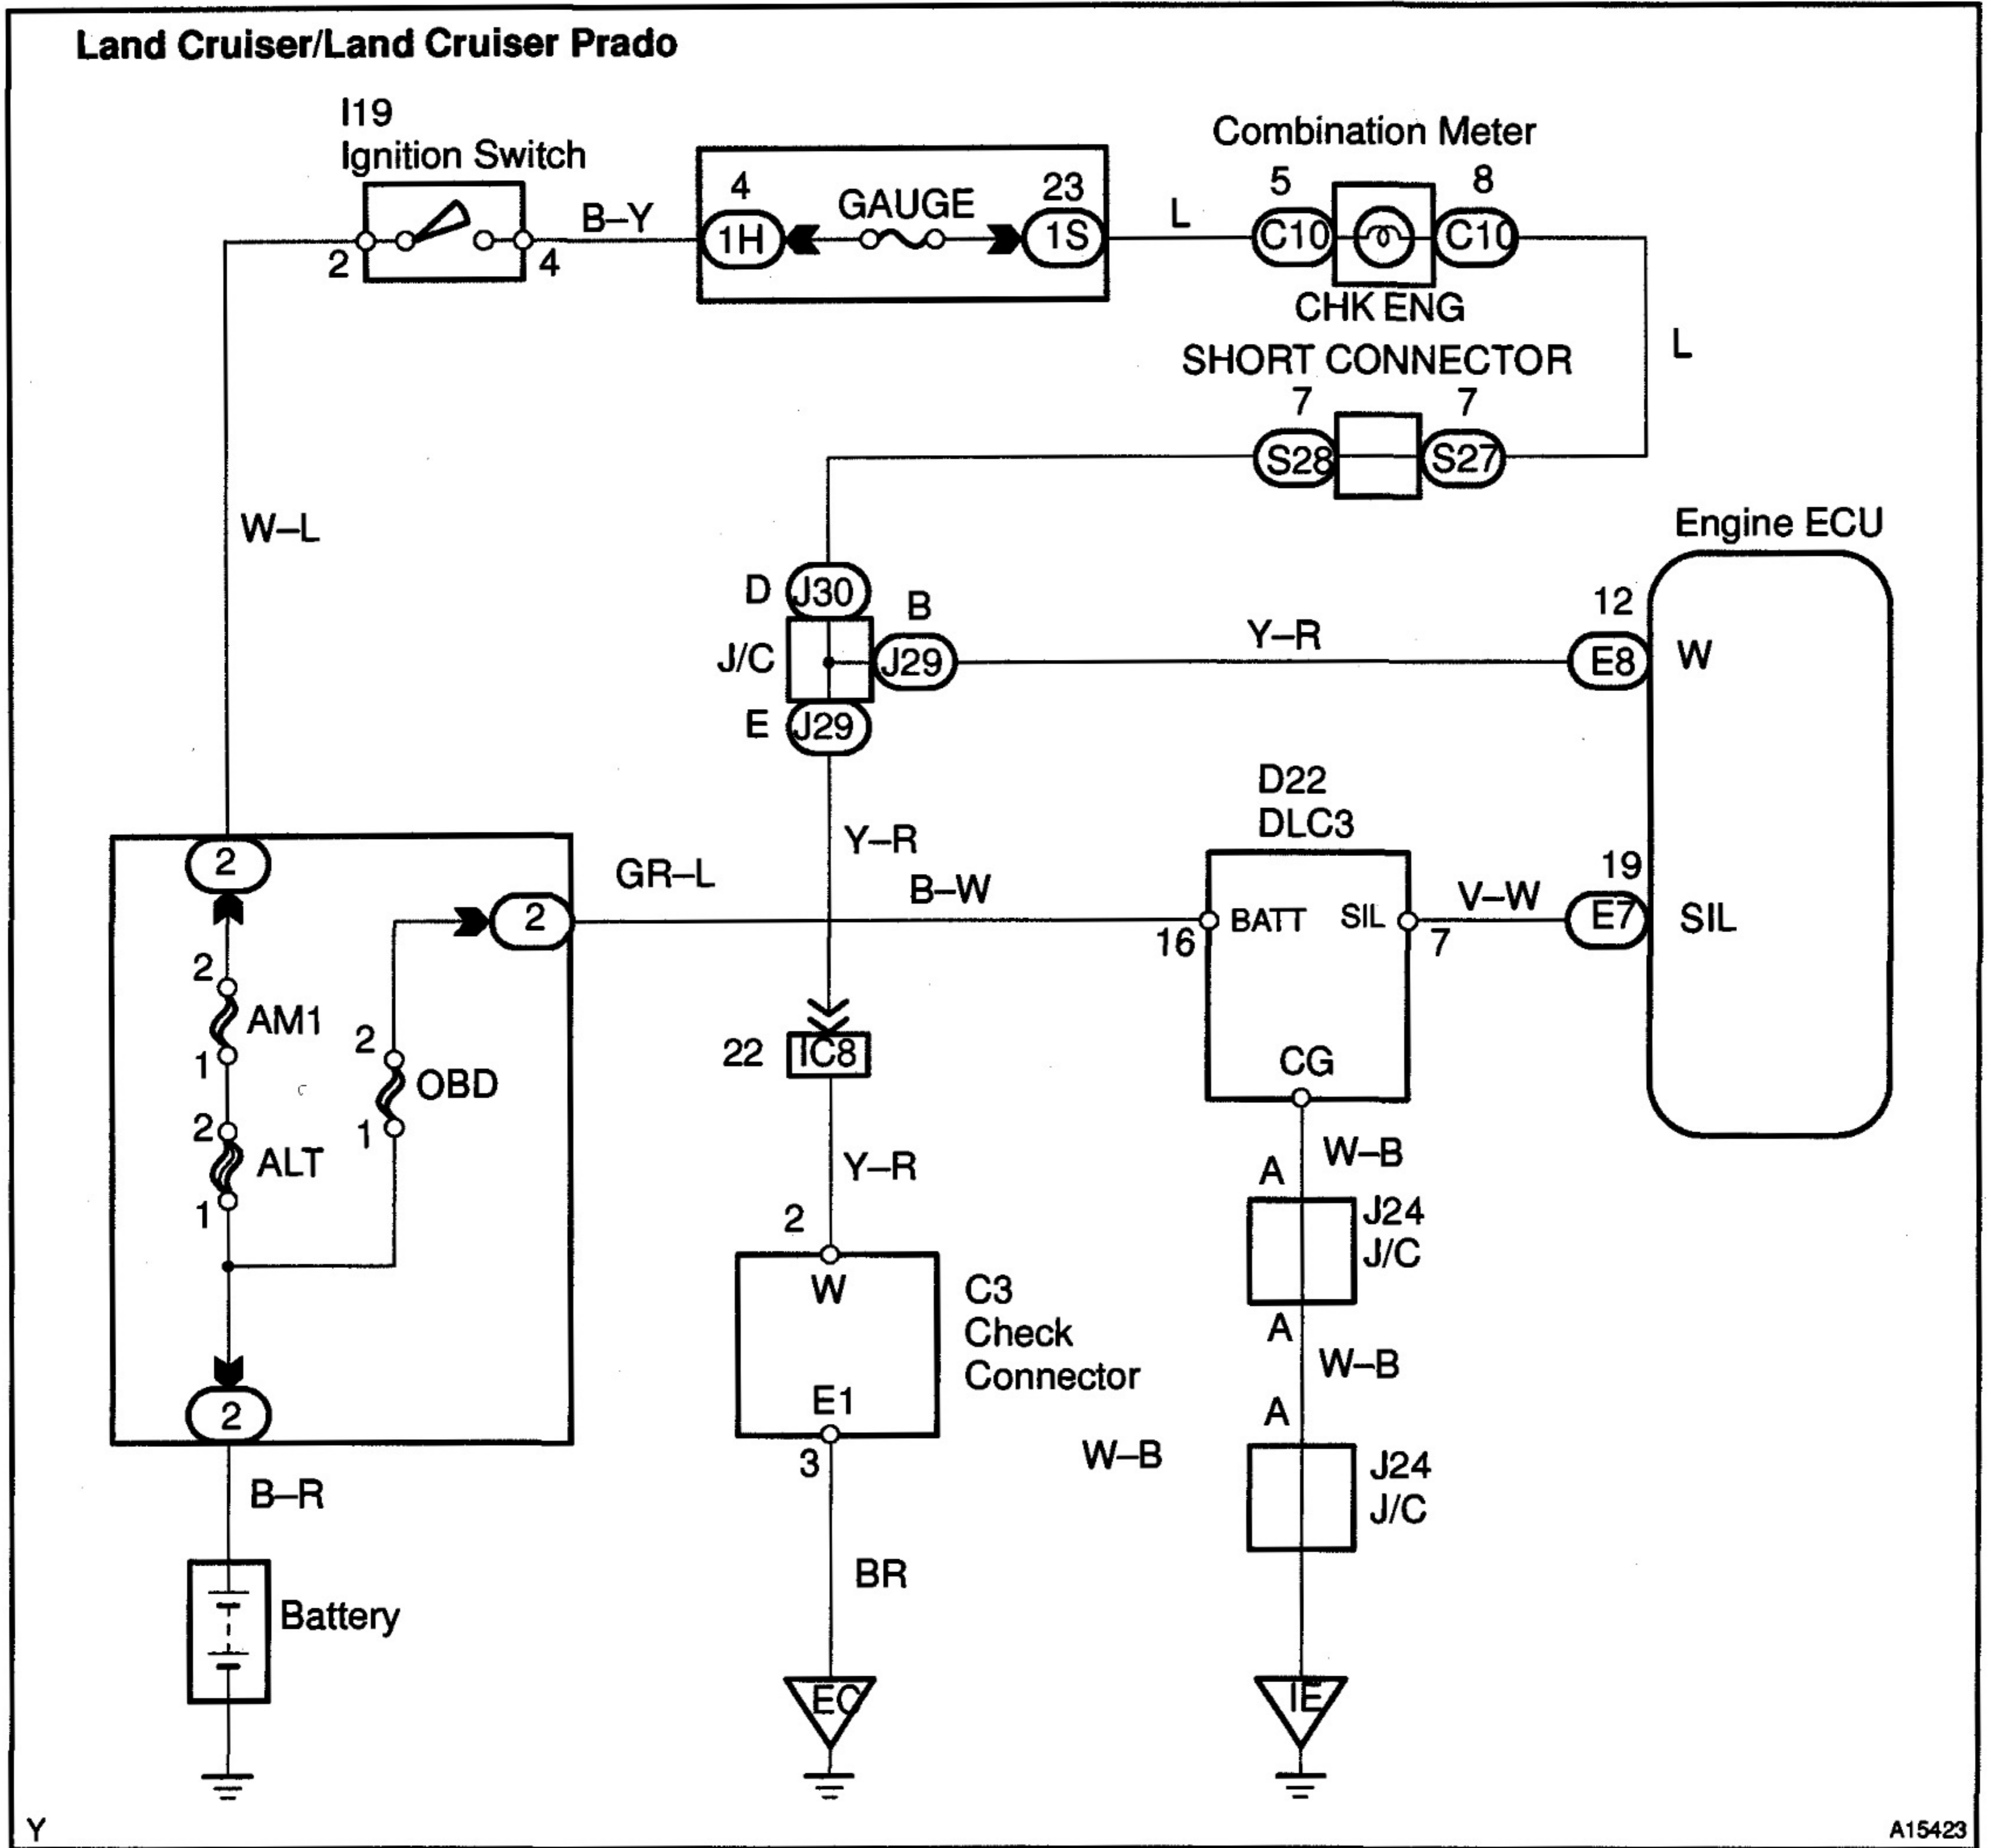 Land Cruiser/Land Cruiser Prado
I19
Ignition Switch
2
4
B–Y
4
1H
GAUGE
23
1S
L
Combination Meter
5
C10
8
C10
CHK ENG
L
SHORT CONNECTOR
7
S28
7
S27
W–L
D
J30
J/C
B
J29
E
J29
Y–R
Engine ECU
12
E8
W
Y–R
D22
DLC3
2
GR–L
B–W
2
16
BATT
SIL
7
V–W
19
E7
SIL
2
AM1
1
2
OBD
1
2
ALT
1
22
IC8
CG
W–B
A
J24
J/C
A
W–B
A
J24
J/C
Y–R
2
W
C3
Check
Connector
E1
3
W–B
2
B–R
Battery
BR
EC
IE
Y
A15423